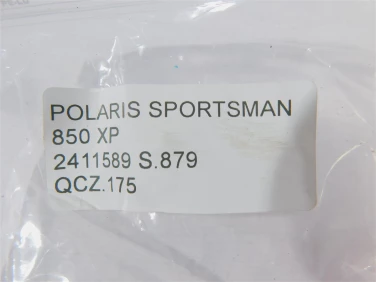 POLARIS SPORTSMAN
850 XP
2411589 S.879
QCZ.175